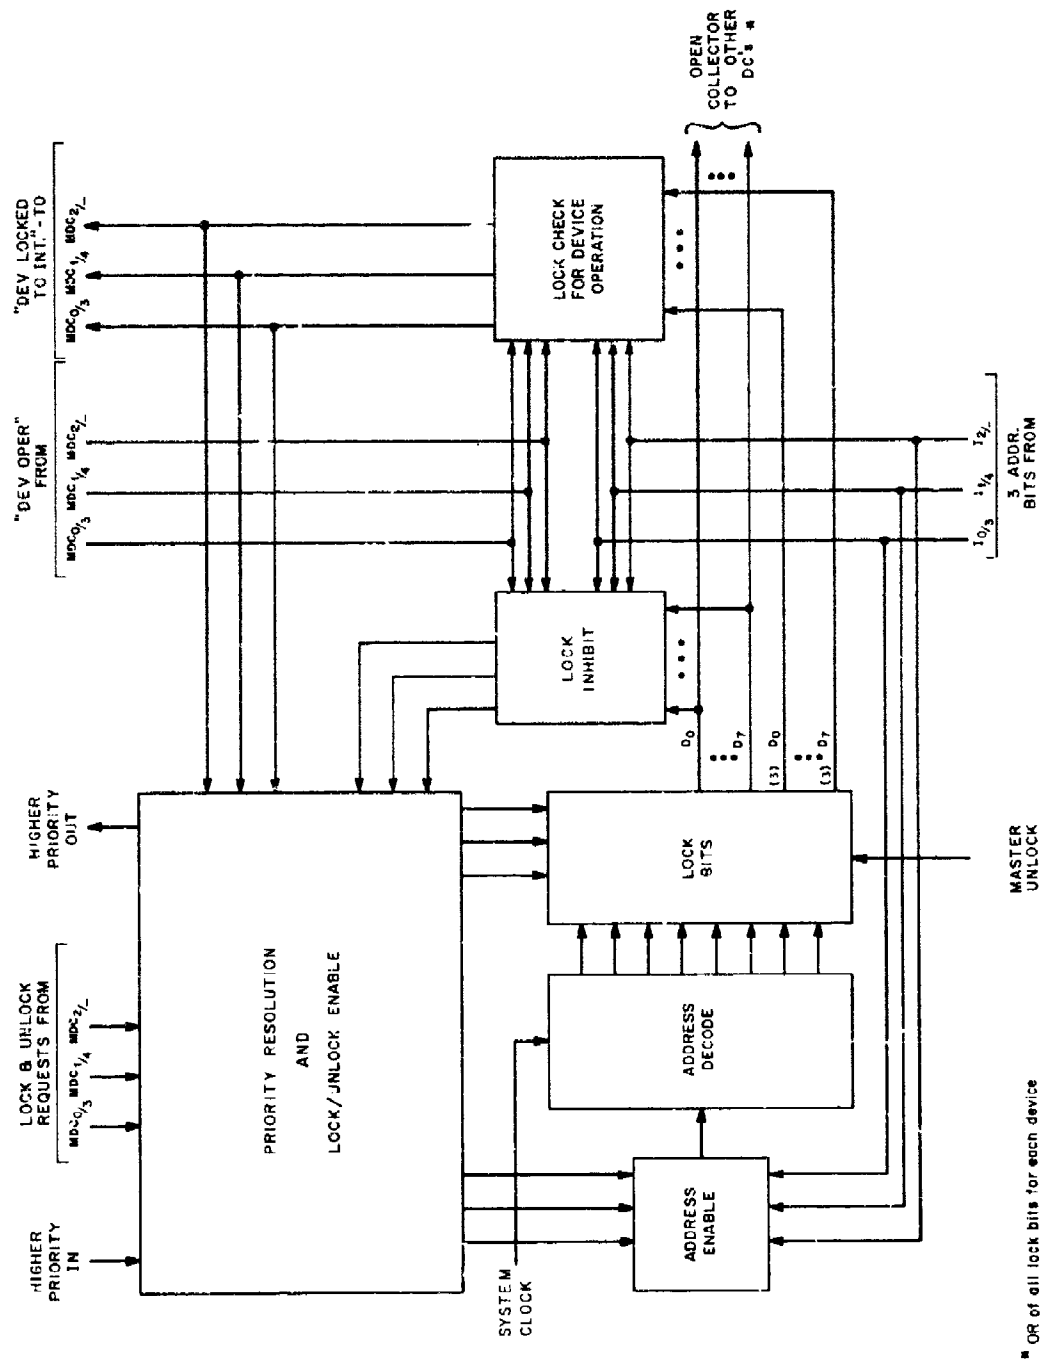 HIGHER
PRIORITY
IN
LOCK & UNLOCK
REQUESTS FROM
MDC0/3 MDC1/4 MDC2/_
HIGHER
PRIORITY
OUT
"DEV OPER"
FROM
MDC0/3 MDC1/4 MDC2/_
"DEV LOCKED
TO INT."-TO
MDC0/3 MDC1/4 MDC2/_
PRIORITY RESOLUTION
AND
LOCK/UNLOCK ENABLE
SYSTEM
CLOCK
ADDRESS
ENABLE
ADDRESS
DECODE
LOCK
BITS
LOCK
INHIBIT
LOCK CHECK
FOR DEVICE
OPERATION
D0
D7
(3) D0
(3) D7
OPEN
COLLECTOR
TO OTHER
DC's *
MASTER
UNLOCK
I0/3 I1/4 I2/_
3 ADDR.
BITS FROM
* OR of all lock bits for each device